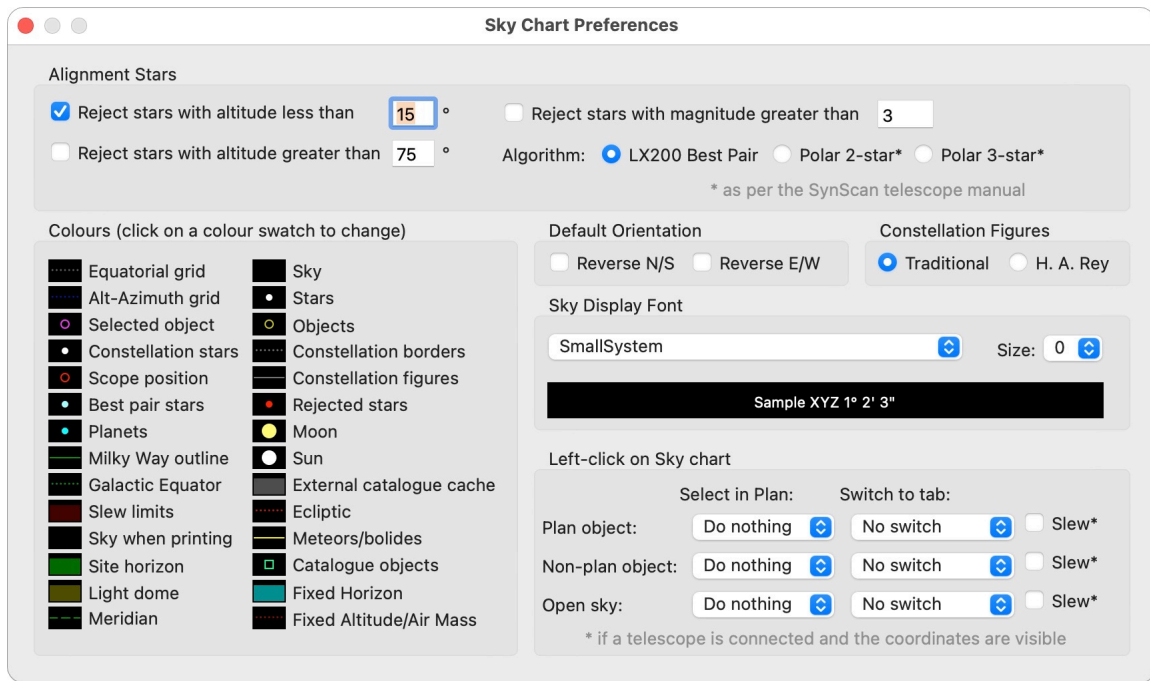 Sky Chart Preferences
Alignment Stars
Reject stars with altitude less than 15 °
Reject stars with magnitude greater than 3
Reject stars with altitude greater than 75 °
Algorithm: LX200 Best Pair Polar 2-star* Polar 3-star*
* as per the SynScan telescope manual
Colours (click on a colour swatch to change)
Equatorial grid
Alt-Azimuth grid
Selected object
Constellation stars
Scope position
Best pair stars
Planets
Milky Way outline
Galactic Equator
Slew limits
Sky when printing
Site horizon
Light dome
Meridian
Sky
Stars
Objects
Constellation borders
Constellation figures
Rejected stars
Moon
Sun
External catalogue cache
Ecliptic
Meteors/bolides
Catalogue objects
Fixed Horizon
Fixed Altitude/Air Mass
Default Orientation
Reverse N/S Reverse E/W
Constellation Figures
Traditional H. A. Rey
Sky Display Font
SmallSystem Size: 0
Sample XYZ 1° 2' 3"
Left-click on Sky chart
Select in Plan: Switch to tab:
Plan object: Do nothing No switch Slew*
Non-plan object: Do nothing No switch Slew*
Open sky: Do nothing No switch Slew*
* if a telescope is connected and the coordinates are visible